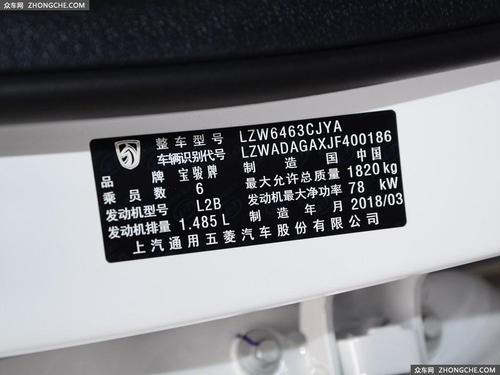 众车网 ZHONGCHE.COM
整车型号 LZW6463CJYA
车辆识别代号 LZWADAGAXJF400186
品牌 宝骏牌 制造国 中国
乘员数 6 最大允许总质量 1820 kg
发动机型号 L2B 发动机最大净功率 78 kW
发动机排量 1.485 L 制造年月 2018/03
上汽通用五菱汽车股份有限公司
众车网 ZHONGCHE.COM